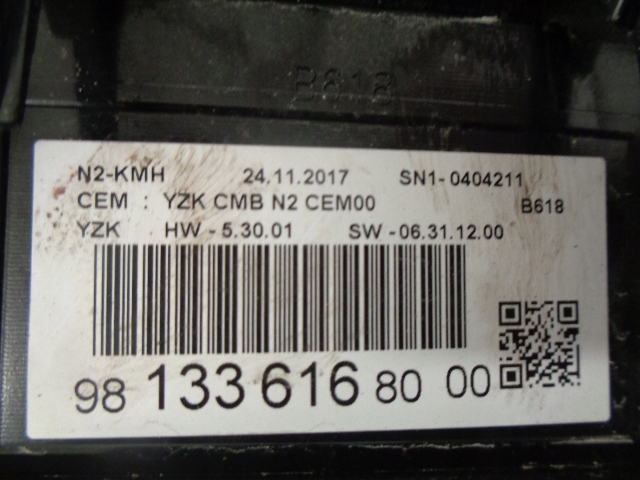 B618
N2-KMH 24.11.2017 SN1-0404211
CEM : YZK CMB N2 CEM00 B618
YZK HW -5.30.01 SW -06.31.12.00
98 133 616 80 00